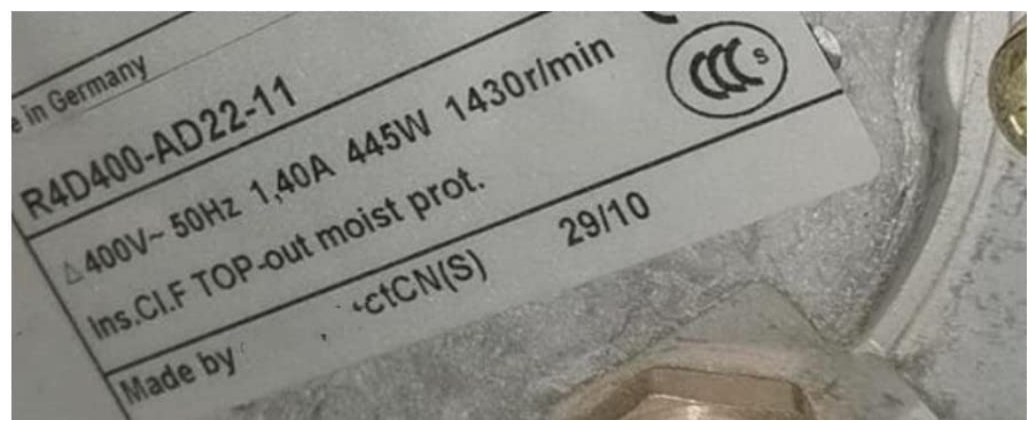 in Germany
R4D400-AD22-11
△400V~ 50Hz 1,40A 445W 1430r/min
Ins.Cl.F TOP-out moist prot.
CCC S
ctCN(S) 29/10
Made by